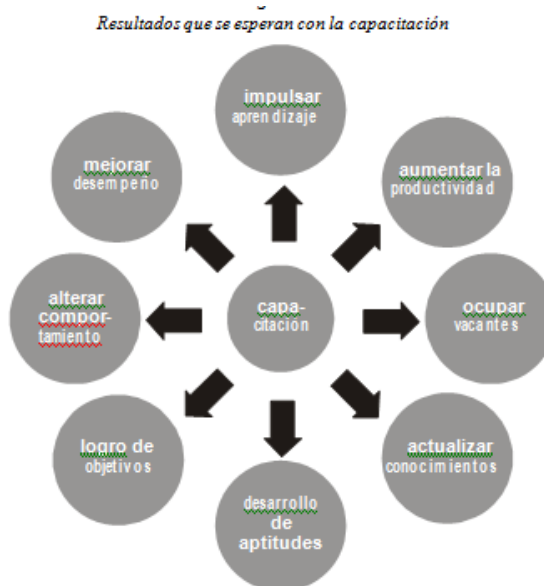 Resultados que se esperan con la capacitación
impulsar
aprendizaje
mejorar
desempeño
aumentar la
productividad
alterar
compor-
tamiento
capa-
citación
ocupar
vacantes
logro de
objetivos
actualizar
conocimientos
desarrollo
de
aptitudes